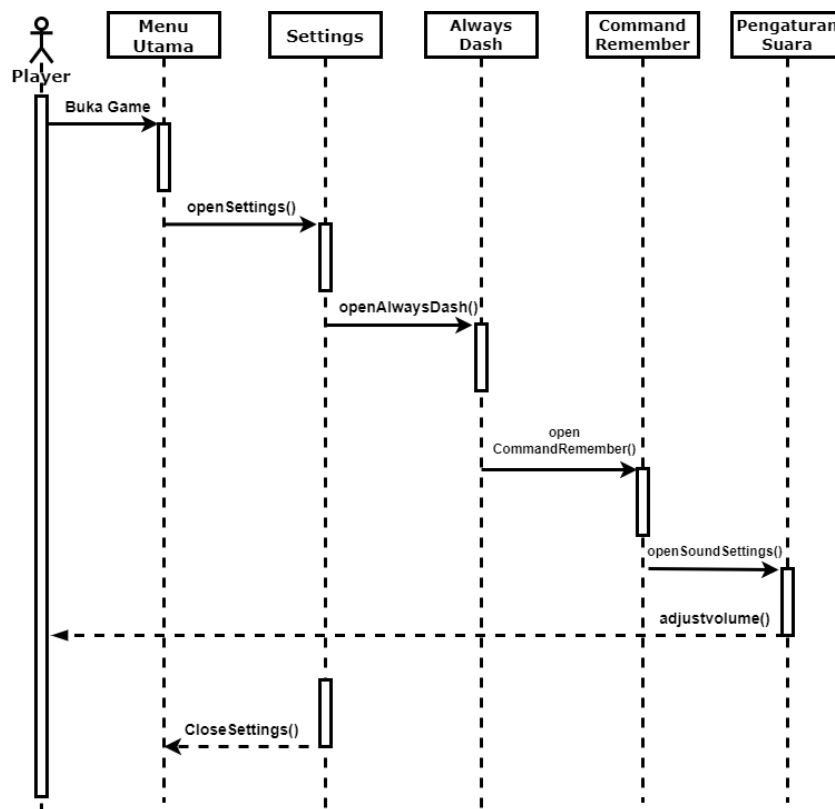 Menu
Utama
Settings
Always
Dash
Command
Remember
Pengaturan
Suara
Player
Buka Game
openSettings()
openAlwaysDash()
open
CommandRemember()
openSoundSettings()
adjustvolume()
CloseSettings()